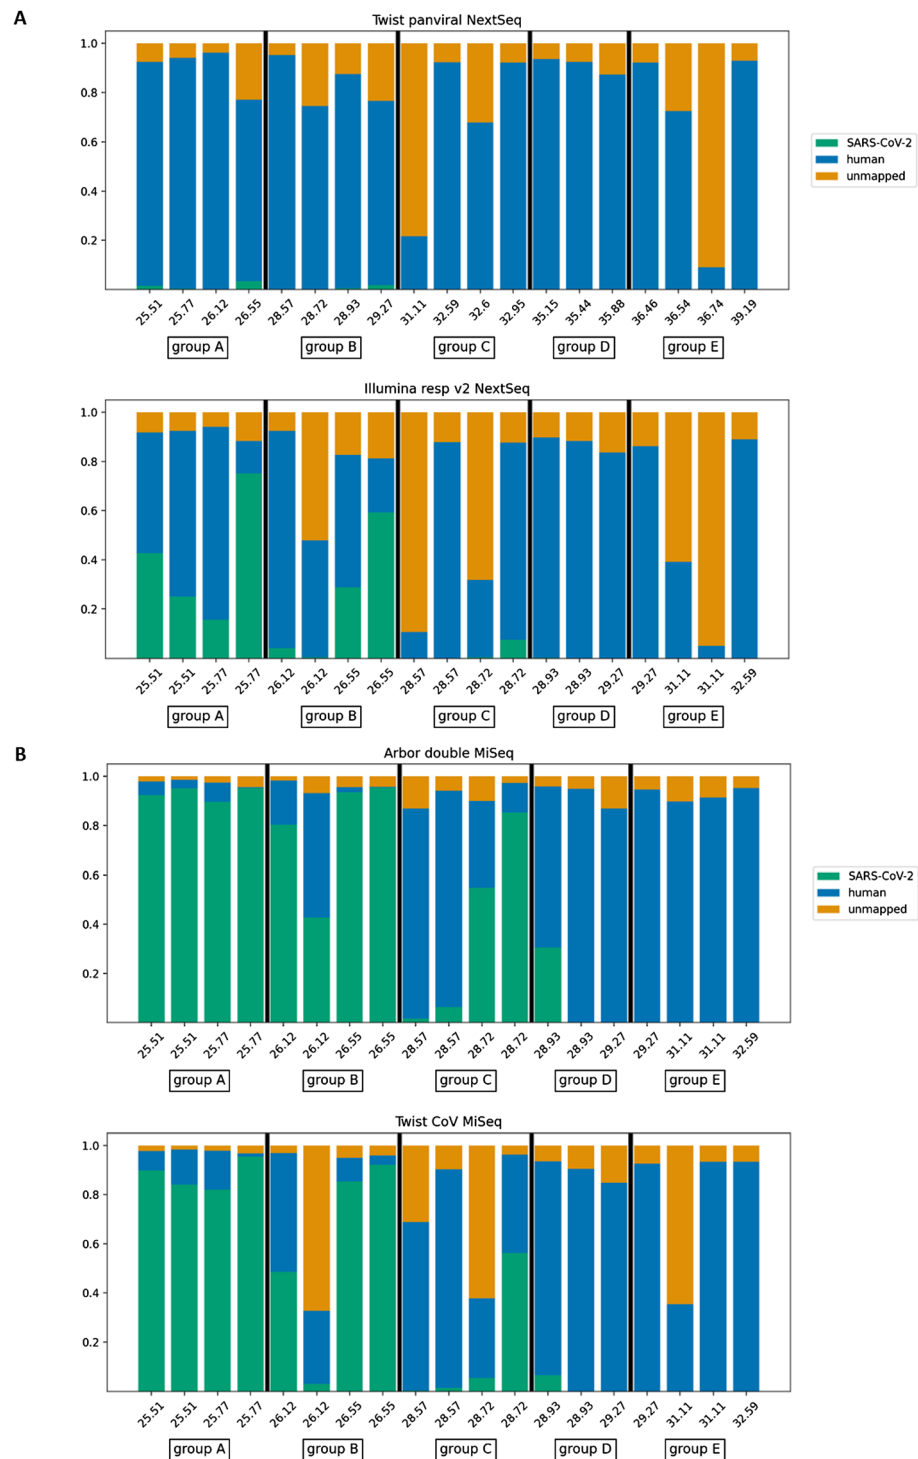 A
Twist panviral NextSeq
1.0
0.8
0.6
0.4
0.2
SARS-CoV-2
human
unmapped
25.51 25.77 26.12 26.55 28.57 28.72 28.93 29.27 31.11 32.59 32.6 32.95 35.15 35.44 35.88 36.46 36.54 36.74 39.19
group A group B group C group D group E
Illumina resp v2 NextSeq
1.0
0.8
0.6
0.4
0.2
25.51 25.51 25.77 25.77 26.12 26.12 26.55 26.55 28.57 28.57 28.72 28.72 28.93 28.93 29.27 29.27 31.11 31.11 32.59
group A group B group C group D group E
B
Arbor double MiSeq
1.0
0.8
0.6
0.4
0.2
SARS-CoV-2
human
unmapped
25.51 25.51 25.77 25.77 26.12 26.12 26.55 26.55 28.57 28.57 28.72 28.72 28.93 28.93 29.27 29.27 31.11 31.11 32.59
group A group B group C group D group E
Twist CoV MiSeq
1.0
0.8
0.6
0.4
0.2
25.51 25.51 25.77 25.77 26.12 26.12 26.55 26.55 28.57 28.57 28.72 28.72 28.93 28.93 29.27 29.27 31.11 31.11 32.59
group A group B group C group D group E